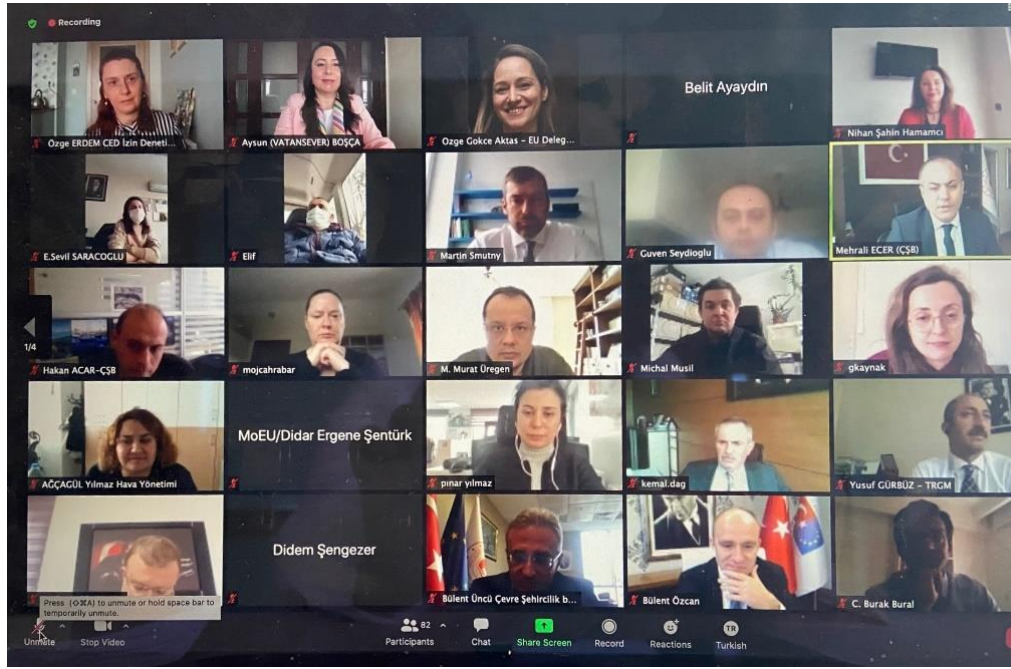 Recording
Özge ERDEM ÇED İzin Deneti...
Aysun (VATANSEVER) BOŞÇA
Ozge Gokce Aktas – EU Deleg...
Belit Ayaydın
Nihan Şahin Hamamcı
E.Sevil SARACOGLU
Elif
Martin Smutny
Guven Seydioglu
Mehrali ECER (ÇŞB)
1/4
Hakan ACAR-ÇŞB
mojcahrabar
M. Murat Üregen
Michal Musil
gkaynak
AĞÇAGÜL Yılmaz Hava Yönetimi
MoEU/Didar Ergene Şentürk
pınar yılmaz
kemal.dag
Yusuf GÜRBÜZ – TRGM
Didem Şengezer
Bülent Üncü Çevre Şehircilik b...
Bülent Özcan
C. Burak Bural
Press (⇧⌘A) to unmute or hold space bar to
temporarily unmute.
Unmute
Stop Video
82
Participants
Chat
Share Screen
Record
Reactions
TR
Turkish